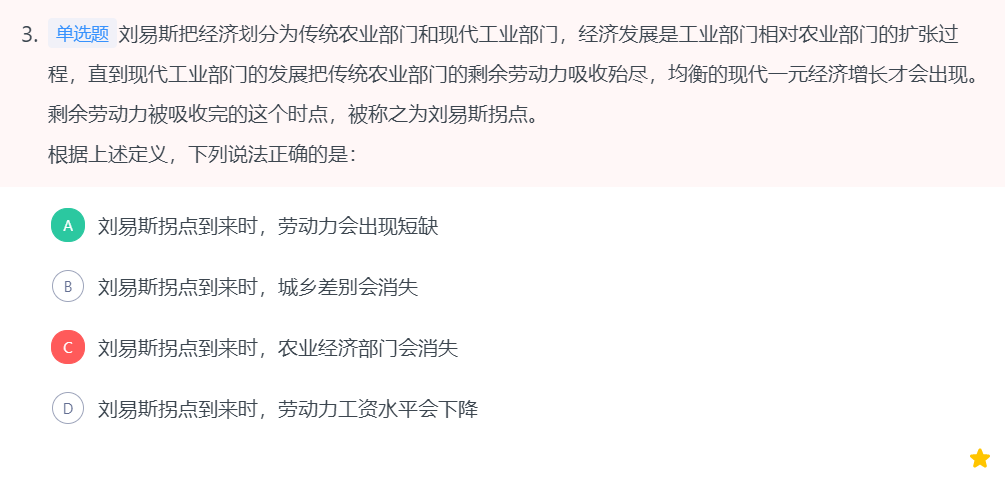 3. 单选题 刘易斯把经济划分为传统农业部门和现代工业部门，经济发展是工业部门相对农业部门的扩张过
程，直到现代工业部门的发展把传统农业部门的剩余劳动力吸收殆尽，均衡的现代一元经济增长才会出现。
剩余劳动力被吸收完的这个时点，被称之为刘易斯拐点。
根据上述定义，下列说法正确的是：
A 刘易斯拐点到来时，劳动力会出现短缺
B 刘易斯拐点到来时，城乡差别会消失
C 刘易斯拐点到来时，农业经济部门会消失
D 刘易斯拐点到来时，劳动力工资水平会下降